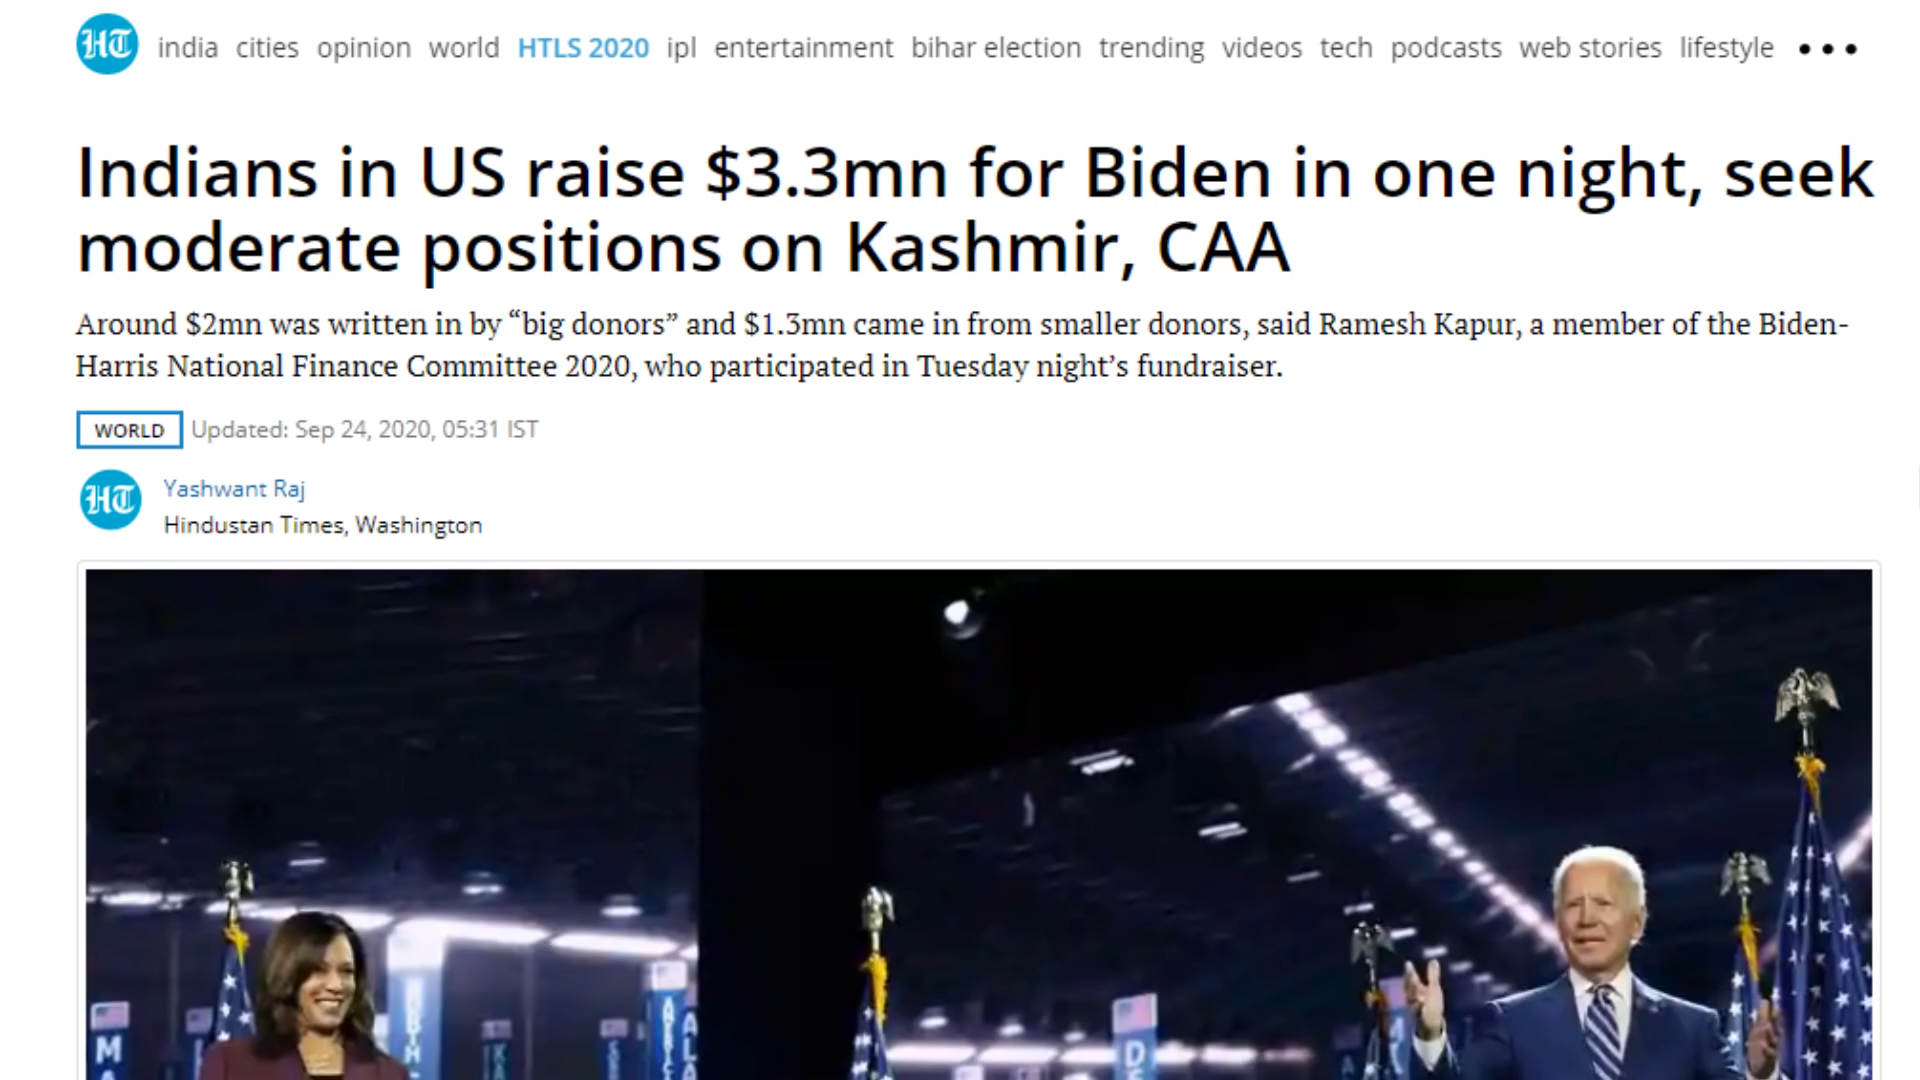 HT india cities opinion world HTLS 2020 ipl entertainment bihar election trending videos tech podcasts web stories lifestyle
Indians in US raise $3.3mn for Biden in one night, seek
moderate positions on Kashmir, CAA
Around $2mn was written in by “big donors” and $1.3mn came in from smaller donors, said Ramesh Kapur, a member of the Biden-
Harris National Finance Committee 2020, who participated in Tuesday night’s fundraiser.
WORLD Updated: Sep 24, 2020, 05:31 IST
HT Yashwant Raj
Hindustan Times, Washington